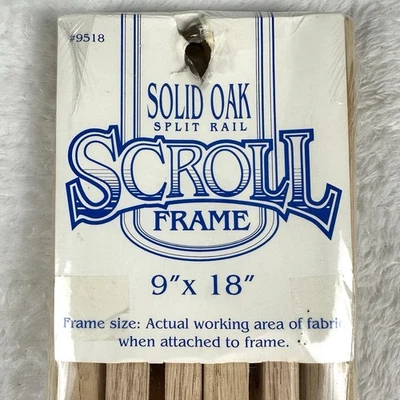 #9518
SOLID OAK
SPLIT RAIL
SCROLL
FRAME
9" x 18"
Frame size: Actual working area of fabric
when attached to frame.